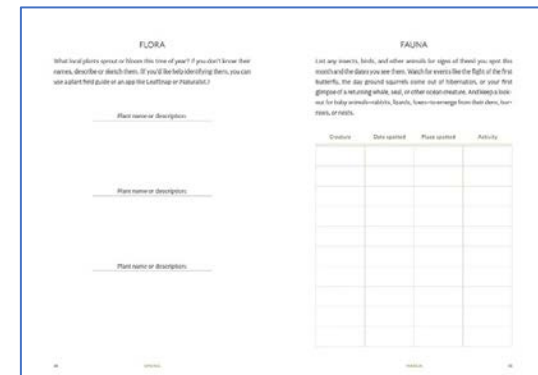 FLORA
What local plants sprout or bloom this time of year? If you don't know their
names, describe or sketch them. (If you'd like help identifying them, you can
use a plant field guide or an app like LeafSnap or iNaturalist.)
Plant name or description:
Plant name or description:
Plant name or description:
SPRING
FAUNA
List any insects, birds, and other animals (or signs of them) you spot this
month and the dates you see them. Watch for events like the flight of the first
butterfly, the day ground squirrels come out of hibernation, or your first
glimpse of a returning whale, seal, or other ocean creature. And keep a look-
out for baby animals—rabbits, lizards, foxes—to emerge from their dens, bur-
rows, or nests.
Creature Date spotted Place spotted Activity